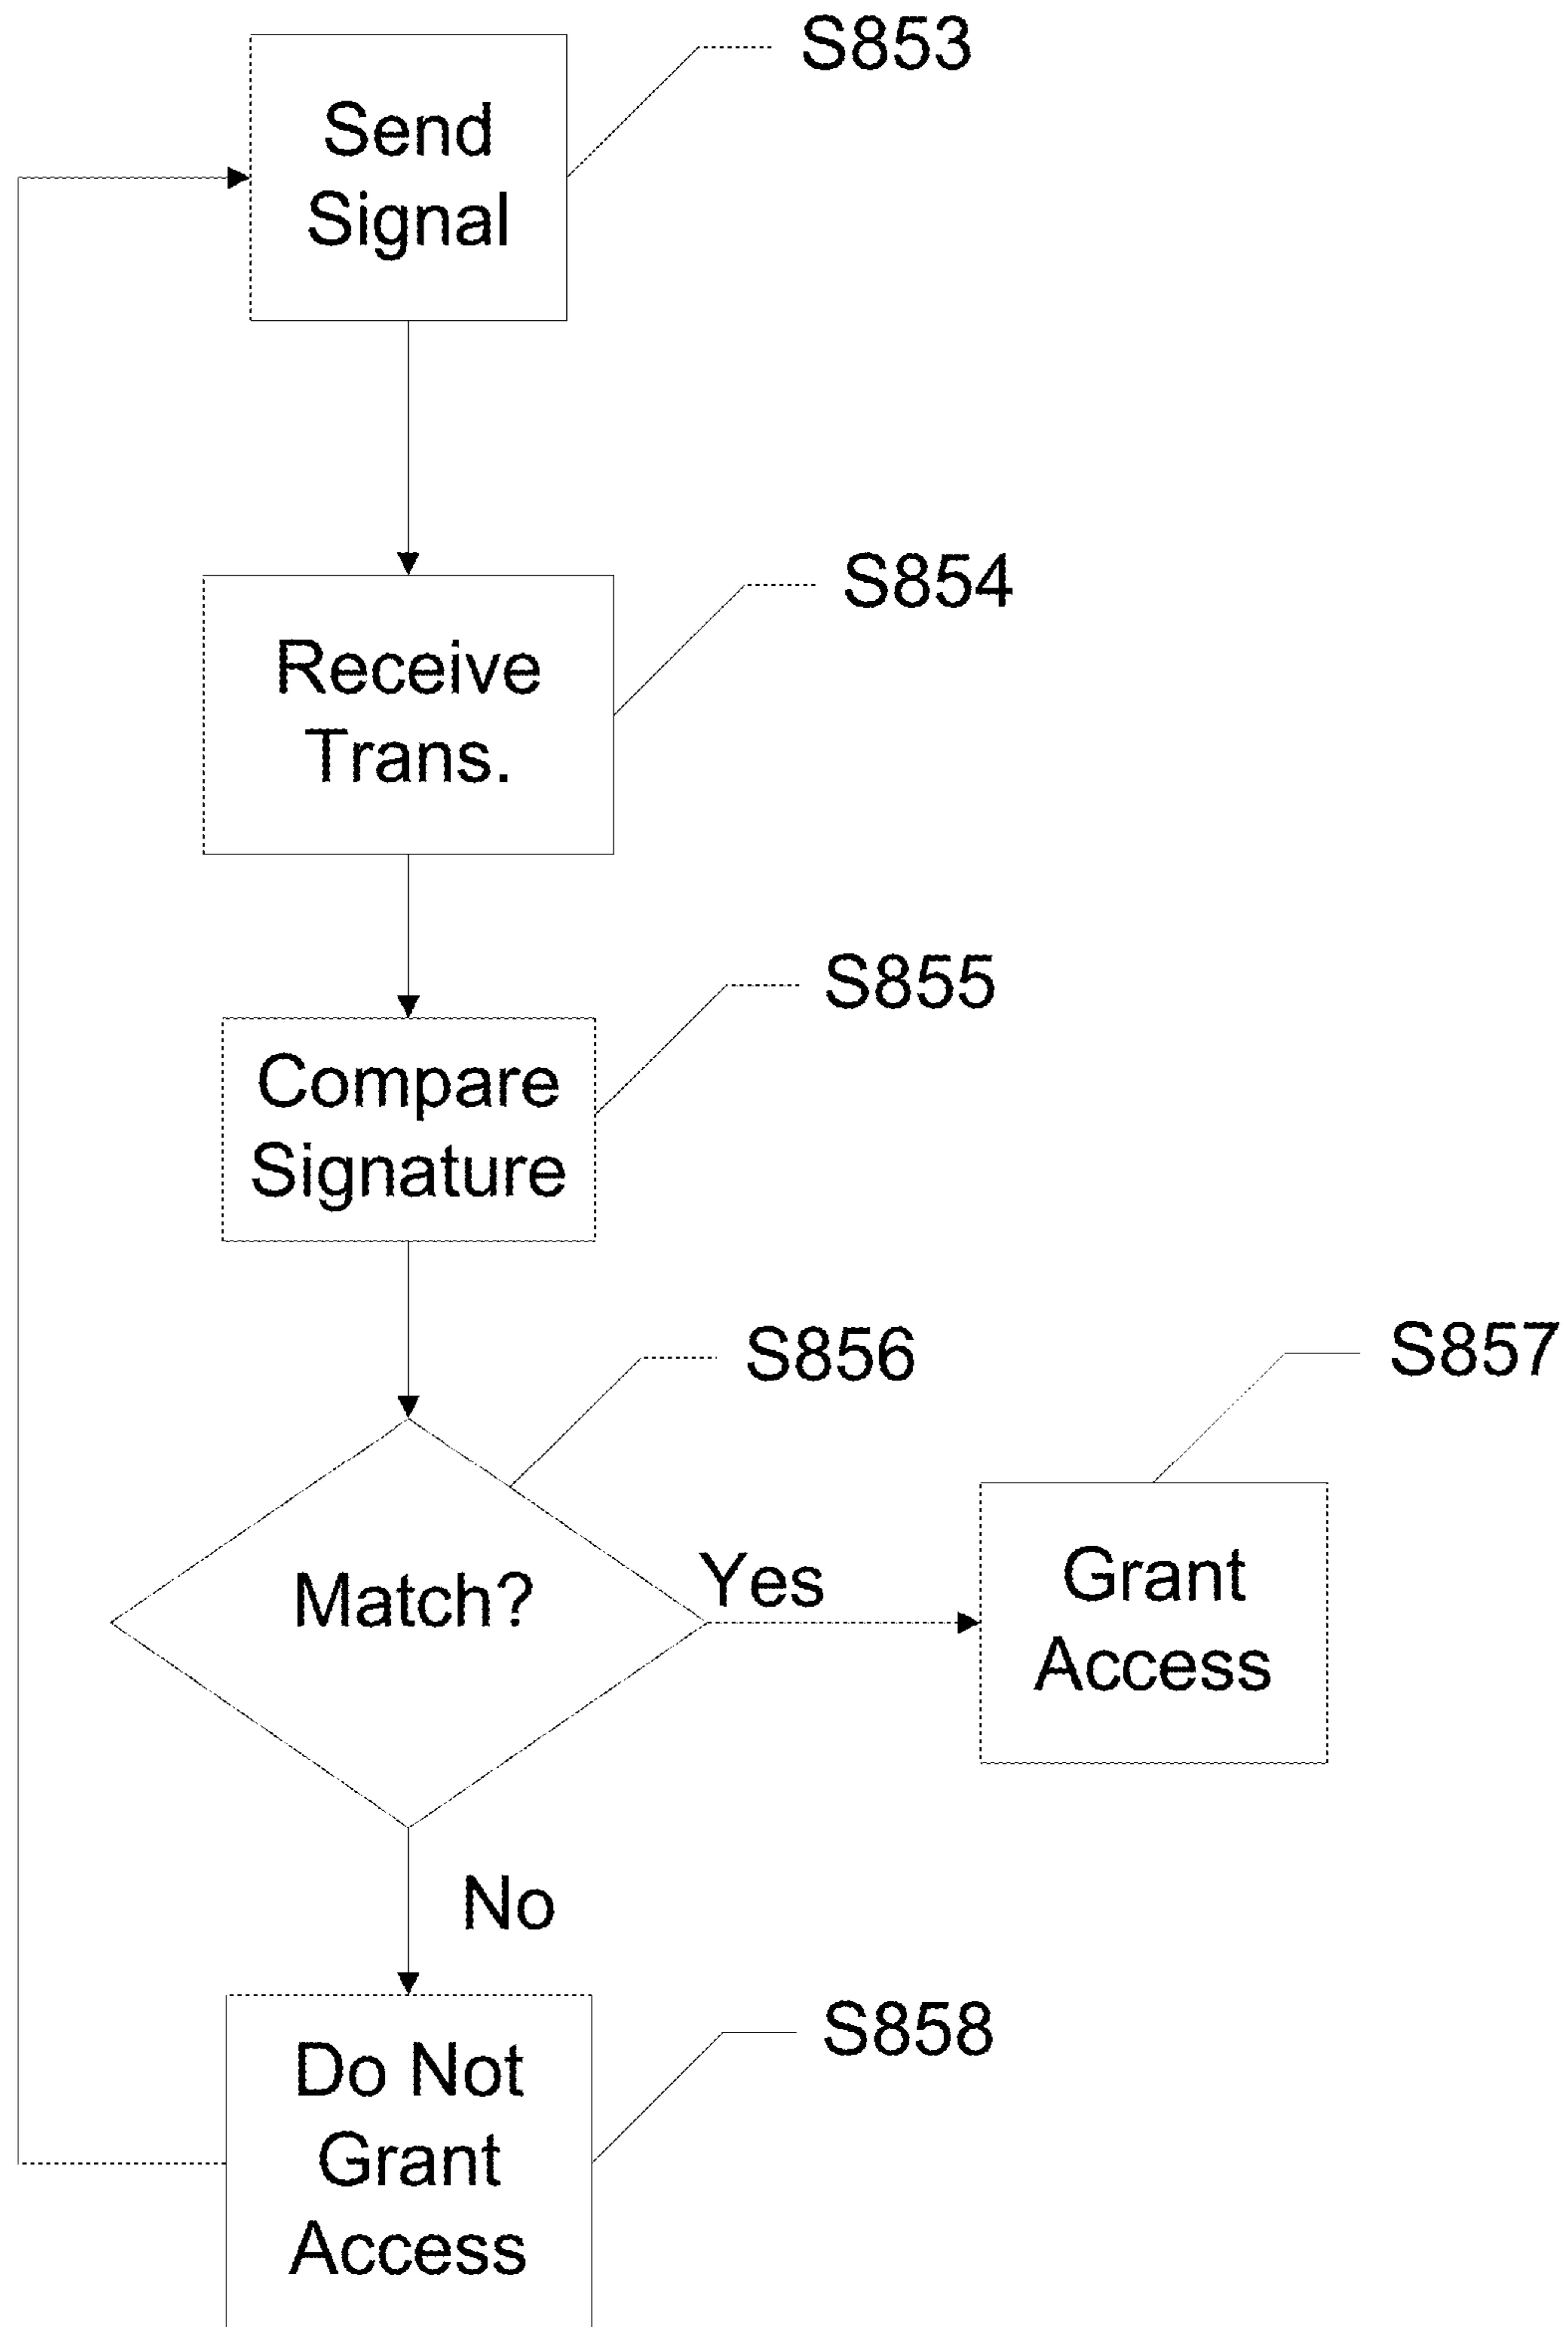 S853
Send
Signal
S854
Receive
Trans.
S855
Compare
Signature
S856
S857
Match?
Yes
Grant
Access
No
S858
Do Not
Grant
Access